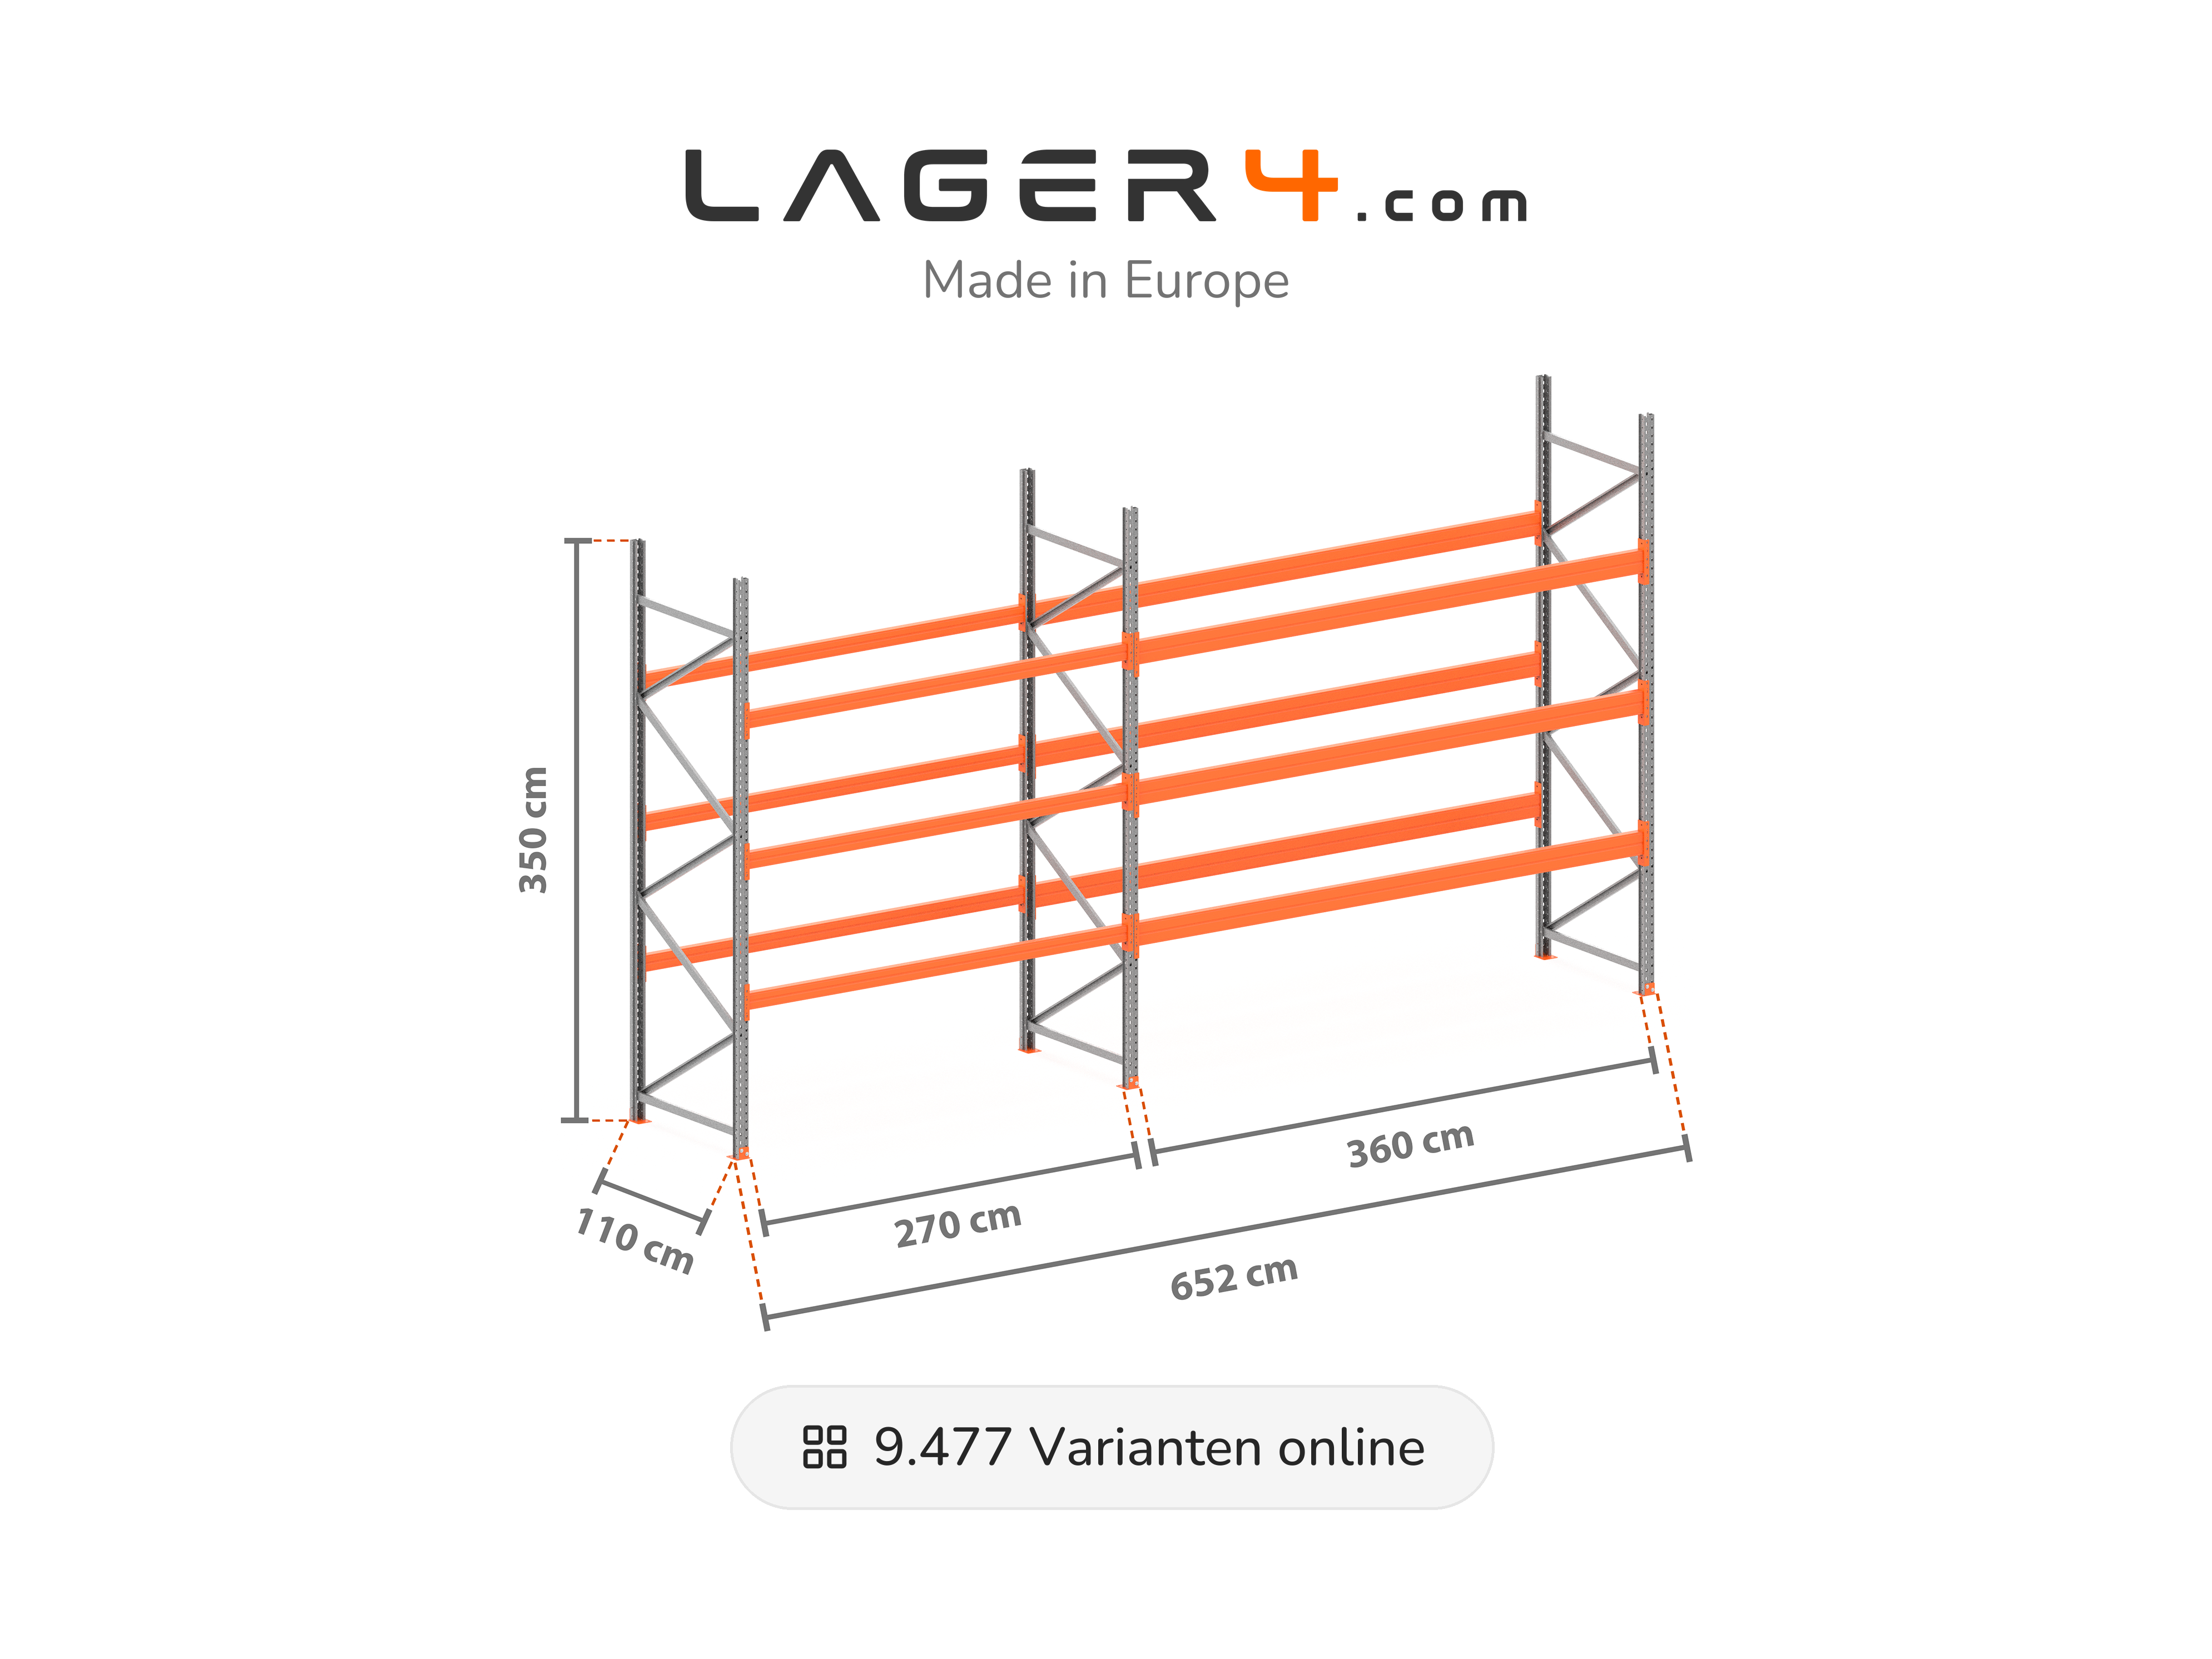 LAGER4.com
Made in Europe
350 cm
110 cm
270 cm
360 cm
652 cm
9.477 Varianten online